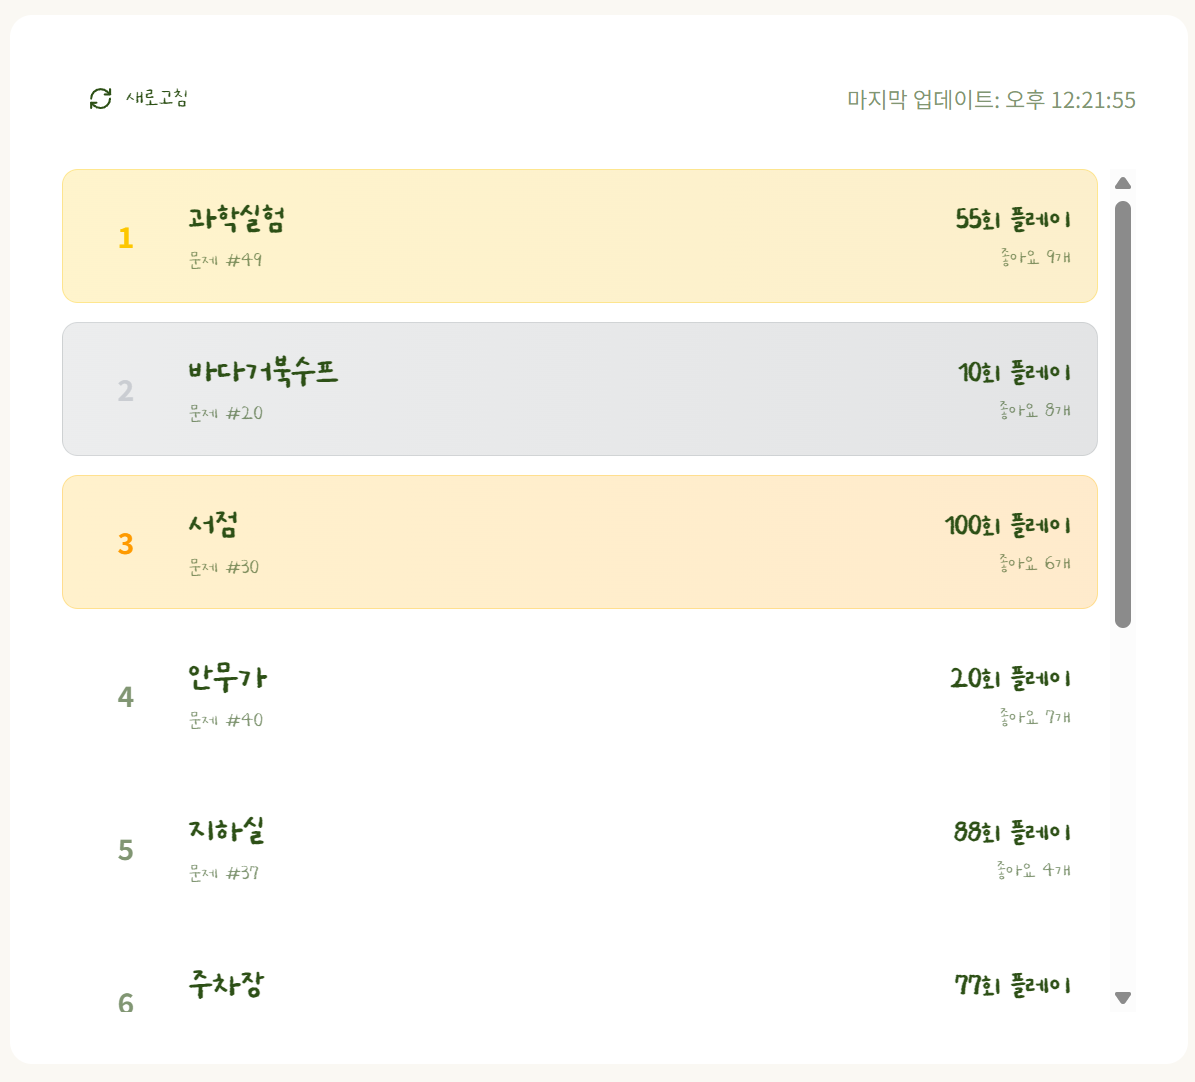 새로고침
마지막 업데이트: 오후 12:21:55
1
과학실험
문제 #49
55회 플레이
좋아요 9개
2
바다거북수프
문제 #20
10회 플레이
좋아요 8개
3
서점
문제 #30
100회 플레이
좋아요 6개
4
안무가
문제 #40
20회 플레이
좋아요 7개
5
지하실
문제 #37
88회 플레이
좋아요 4개
6
주차장
77회 플레이